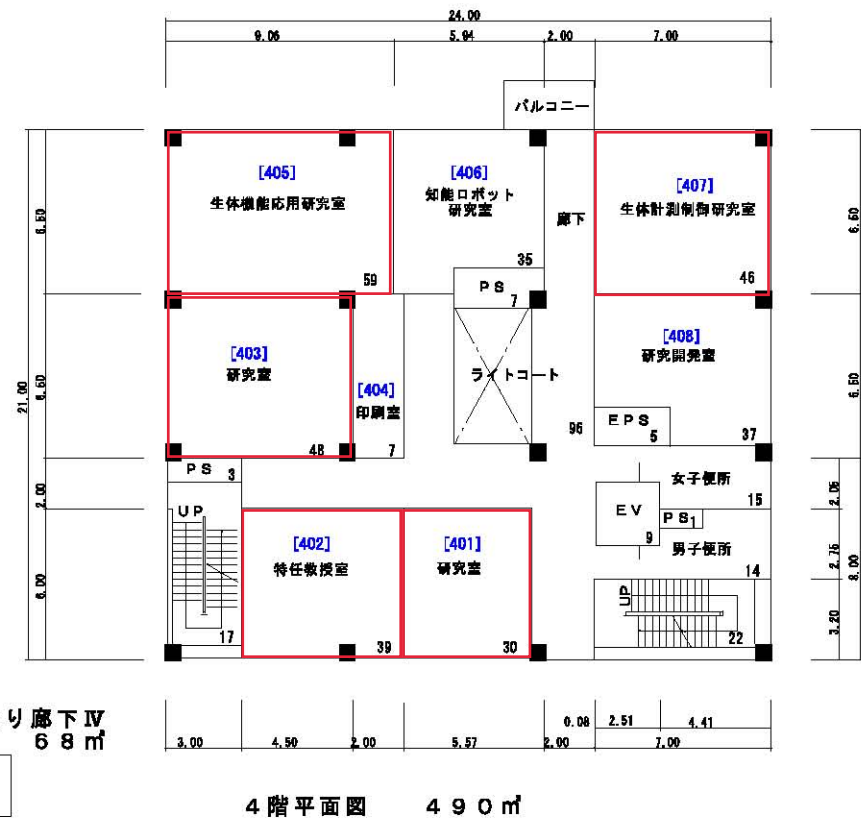 24.00
9.06
5.94
2.00
7.00
バルコニー
[405]
生体機能応用研究室
59
[406]
知能ロボット
研究室
35
廊下
[407]
生体計測制御研究室
46
6.50
6.50
PS
7
[403]
研究室
48
[404]
印刷室
7
ライトコート
[408]
研究開発室
37
EPS
5
96
21.00
6.50
6.50
PS 3
UP
17
2.00
6.00
[402]
特任教授室
39
[401]
研究室
30
EV
9
女子便所
15
PS1
男子便所
14
UP
22
2.06
2.75
3.20
8.00
り廊下Ⅳ
68㎡
3.00
4.50
2.00
5.57
2.00
0.08
2.51
4.41
7.00
4階平面図 490㎡